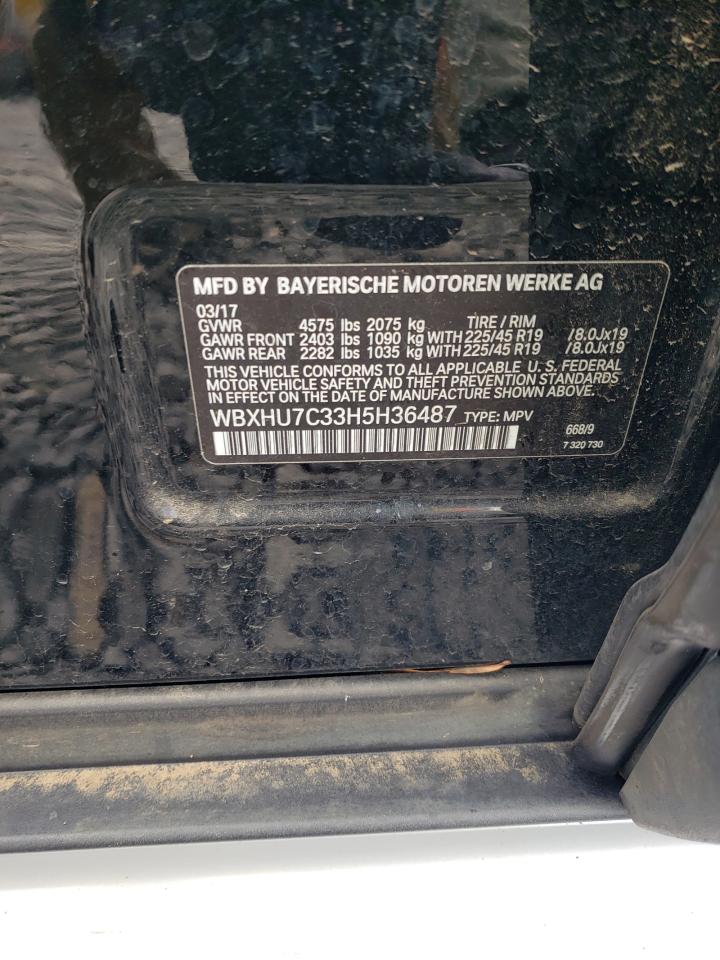 MFD BY BAYERISCHE MOTOREN WERKE AG
03/17
GVWR 4575 lbs 2075 kg TIRE / RIM
GAWR FRONT 2403 lbs 1090 kg WITH 225/45 R19 /8.0Jx19
GAWR REAR 2282 lbs 1035 kg WITH 225/45 R19 /8.0Jx19
THIS VEHICLE CONFORMS TO ALL APPLICABLE U. S. FEDERAL
MOTOR VEHICLE SAFETY AND THEFT PREVENTION STANDARDS
IN EFFECT ON THE DATE OF MANUFACTURE SHOWN ABOVE.
WBXHU7C33H5H36487 TYPE: MPV
668/9
7 320 730